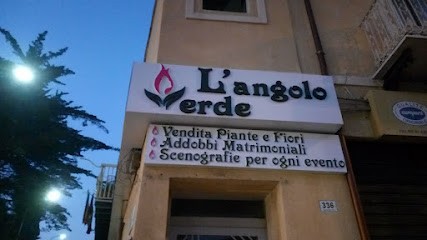 L'angolo
Verde
Vendita Piante e Fiori
Addobbi Matrimoniali
Scenografie per ogni evento
336